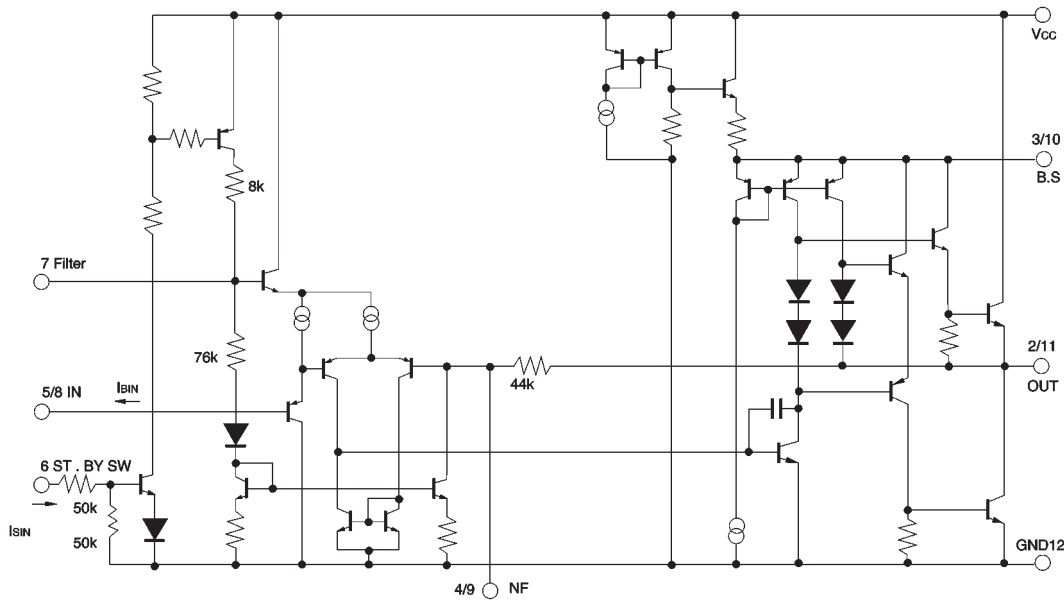 Vcc
3/10
B.S
8k
7 Filter
76k
44k
2/11
OUT
IBIN
5/8 IN
6 ST . BY SW
50k
ISIN
50k
GND12
4/9 NF